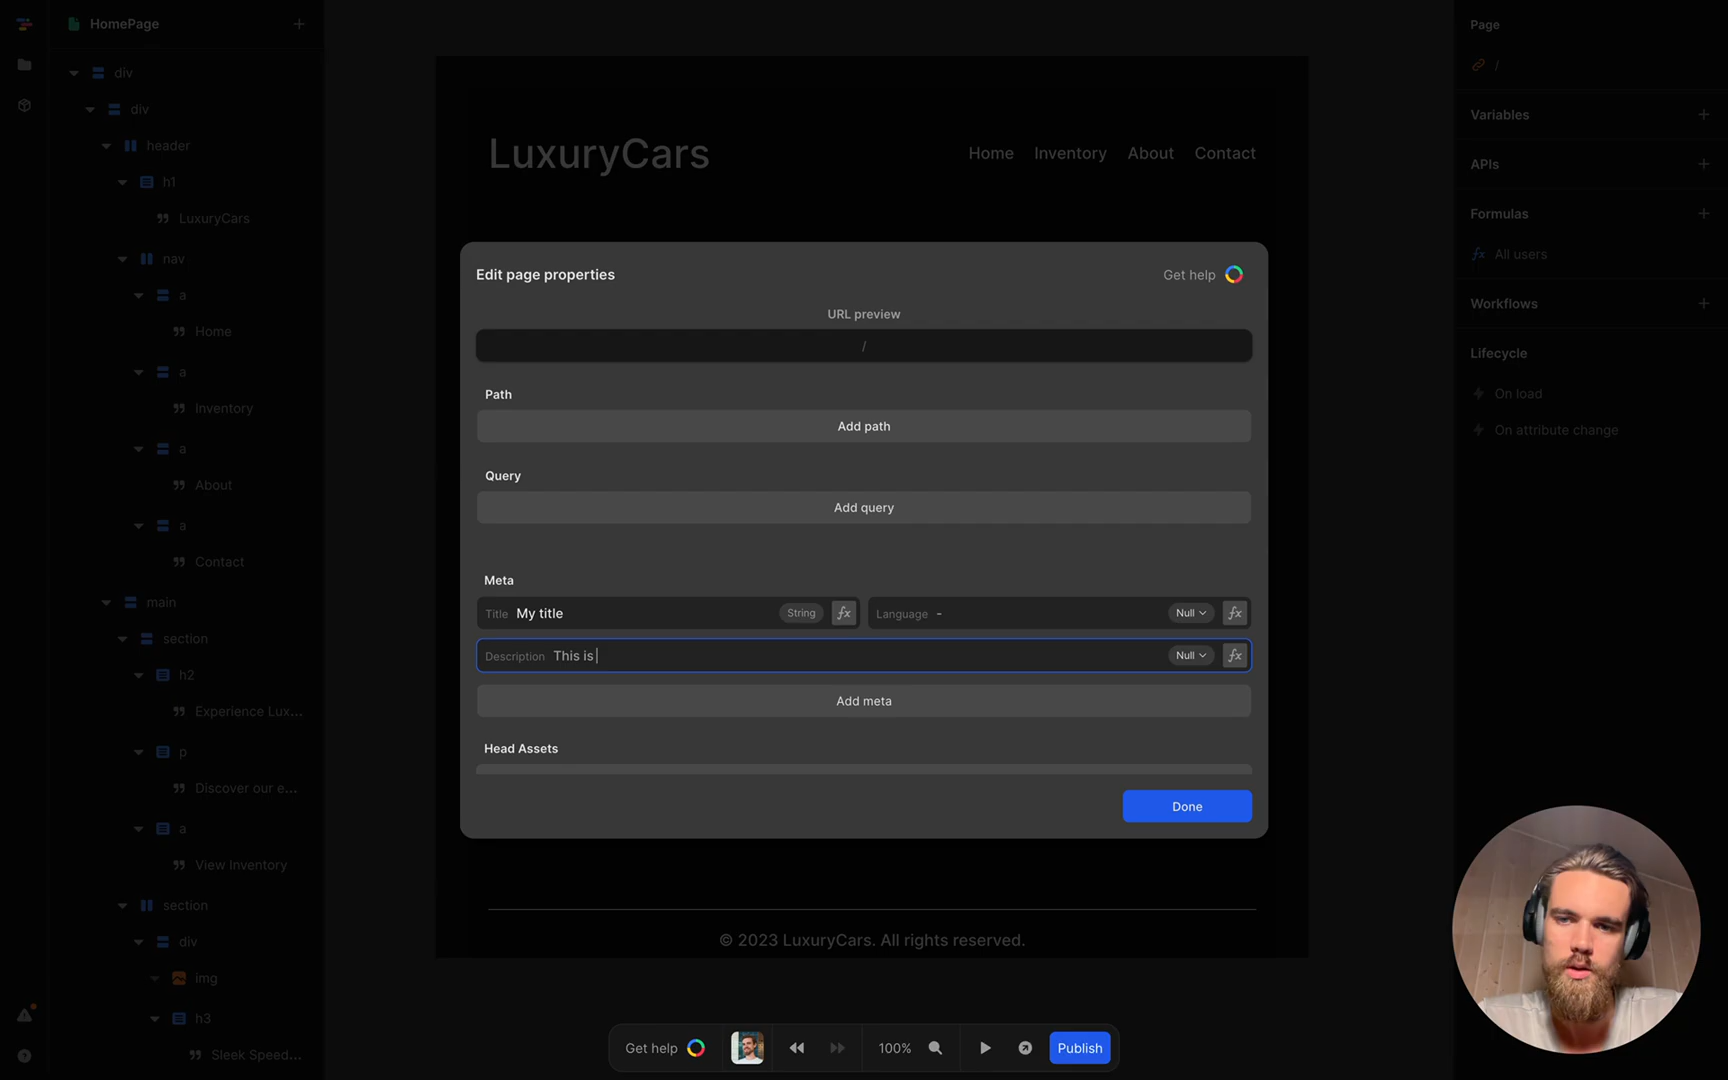 HomePage
div
div
header
h1
LuxuryCars
nav
a
Home
a
Inventory
a
About
a
Contact
main
section
h2
Experience Lux...
p
Discover our e...
a
View Inventory
section
div
img
h3
Sleek Speed...
LuxuryCars
Home Inventory About Contact
Edit page properties
Get help
URL preview
/
Path
Add path
Query
Add query
Meta
Title My title String fx
Language - Null fx
Description This is Null fx
Add meta
Head Assets
Done
© 2023 LuxuryCars. All rights reserved.
Get help
100%
Publish
Page
/
Variables
APIs
Formulas
fx All users
Workflows
Lifecycle
On load
On attribute change